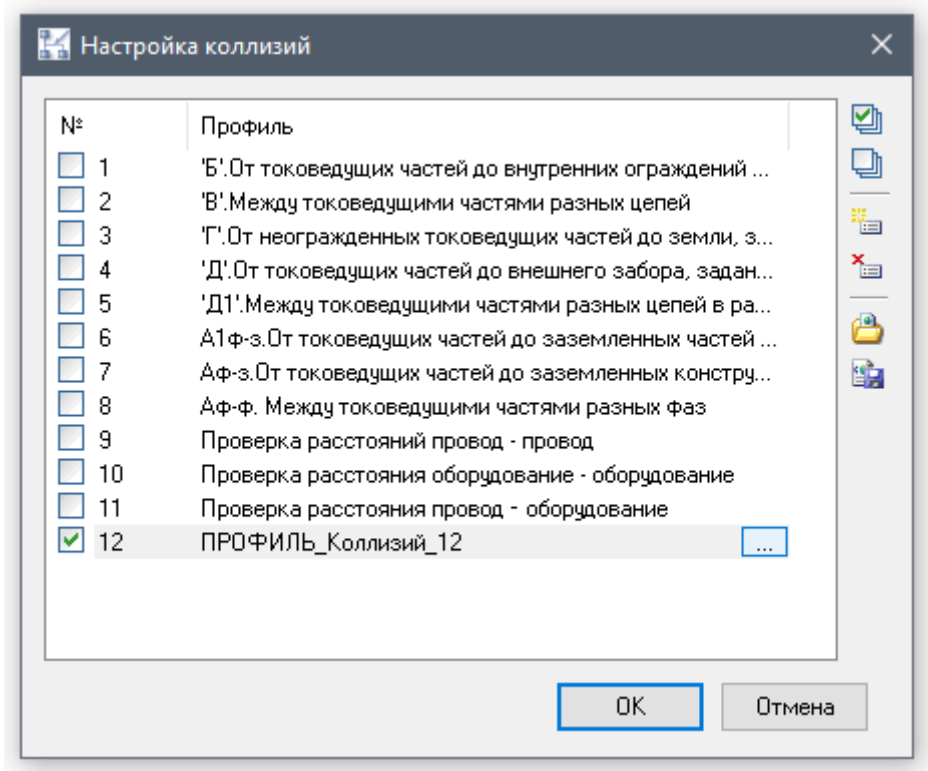 Настройка коллизий
№ Профиль
1 'Б'.От токоведущих частей до внутренних ограждений ...
2 'В'.Между токоведущими частями разных цепей
3 'Г'.От неогражденных токоведущих частей до земли, з...
4 'Д'.От токоведущих частей до внешнего забора, задан...
5 'Д1'.Между токоведущими частями разных цепей в ра...
6 А1ф-з.От токоведущих частей до заземленных частей ...
7 Аф-з.От токоведущих частей до заземленных констру...
8 Аф-ф. Между токоведущими частями разных фаз
9 Проверка расстояний провод - провод
10 Проверка расстояния оборудование - оборудование
11 Проверка расстояния провод - оборудование
12 ПРОФИЛЬ_Коллизий_12 ...
OK Отмена